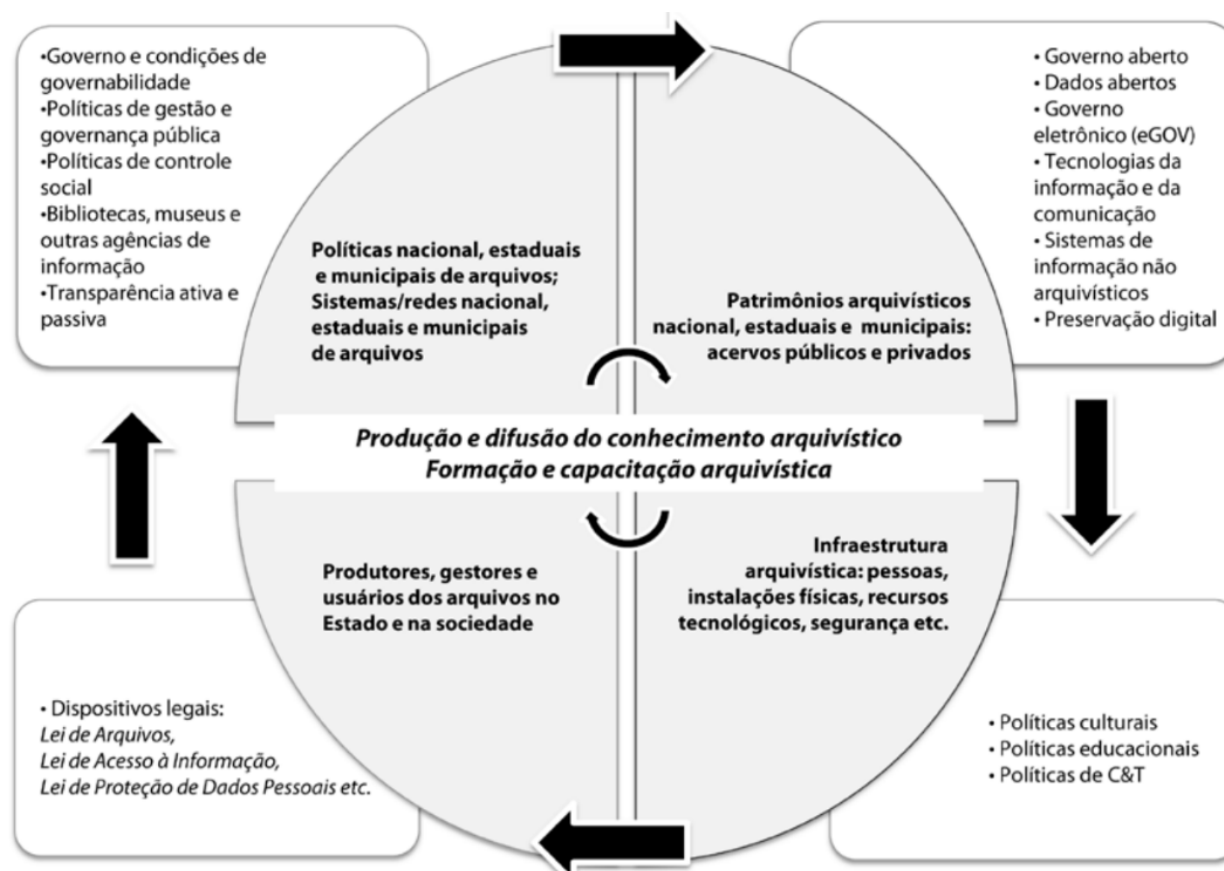 •Governo e condições de
governabilidade
•Políticas de gestão e
governança pública
•Políticas de controle
social
•Bibliotecas, museus e
outras agências de
informação
•Transparência ativa e
passiva
• Governo aberto
• Dados abertos
• Governo
eletrônico (eGOV)
• Tecnologias da
informação e da
comunicação
• Sistemas de
informação não
arquivísticos
• Preservação digital
Políticas nacional, estaduais
e municipais de arquivos;
Sistemas/redes nacional,
estaduais e municipais
de arquivos
Patrimônios arquivísticos
nacional, estaduais e municipais:
acervos públicos e privados
Produção e difusão do conhecimento arquivístico
Formação e capacitação arquivística
Produtores, gestores e
usuários dos arquivos no
Estado e na sociedade
Infraestrutura
arquivística: pessoas,
instalações físicas, recursos
tecnológicos, segurança etc.
• Dispositivos legais:
Lei de Arquivos,
Lei de Acesso à Informação,
Lei de Proteção de Dados Pessoais etc.
• Políticas culturais
• Políticas educacionais
• Políticas de C&T